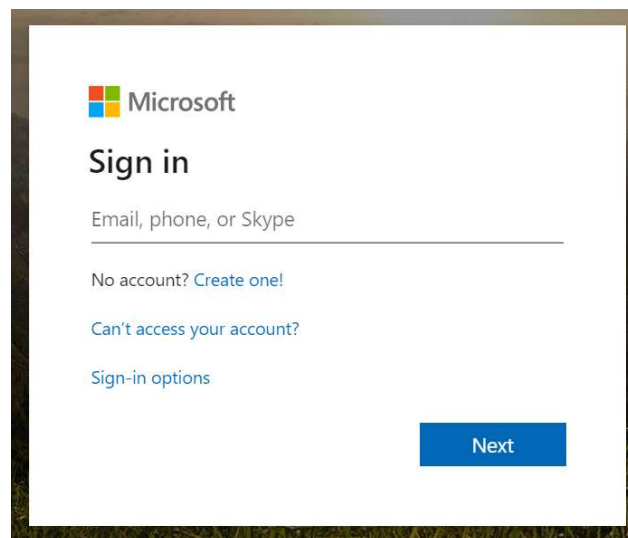 Microsoft
Sign in
Email, phone, or Skype
No account? Create one!
Can't access your account?
Sign-in options
Next